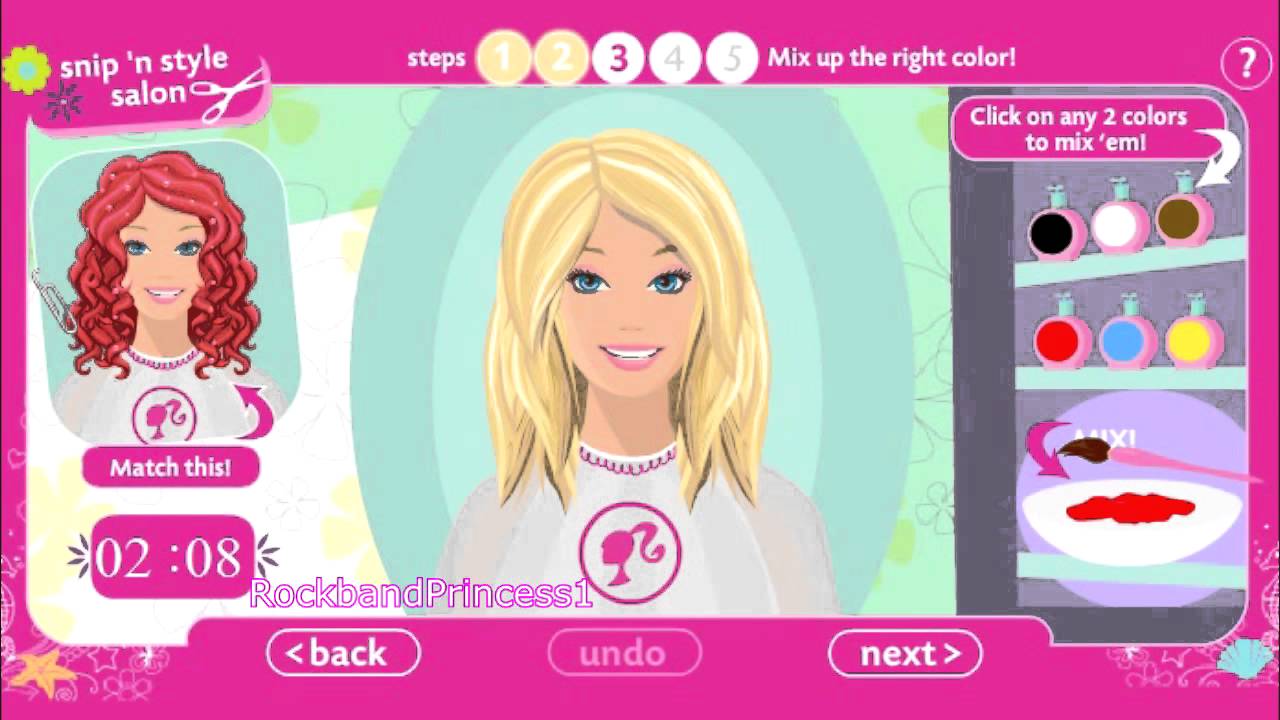 snip 'n style
salon
steps 1 2 3 4 5 Mix up the right color!
?
Click on any 2 colors
to mix 'em!
MIX!
Match this!
02 :08
RockbandPrincess1
<back
undo
next>